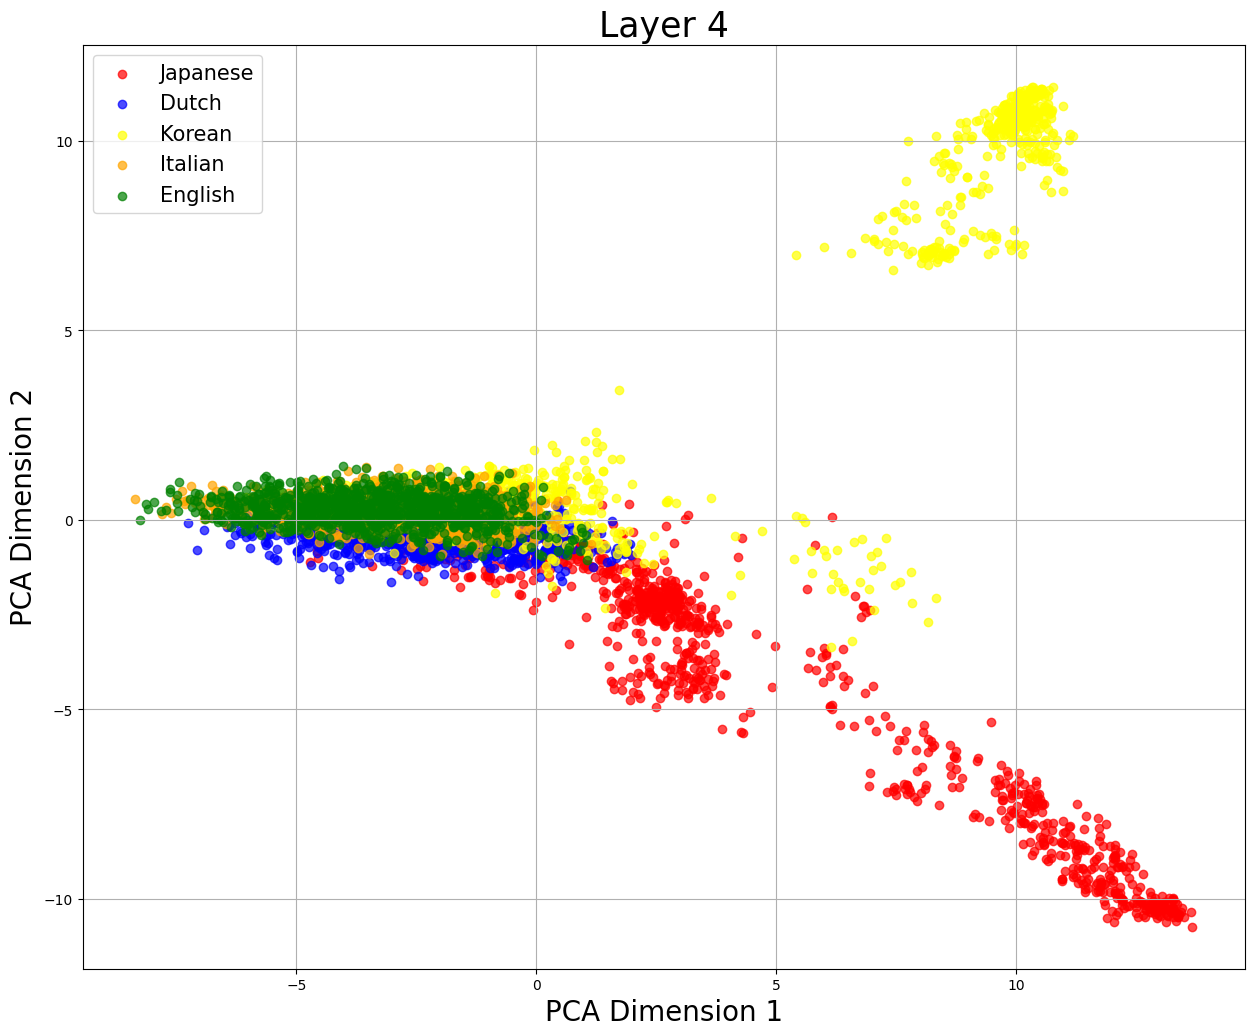 Layer 4
Japanese
Dutch
Korean
Italian
English
10
5
0
−5
−10
PCA Dimension 2
−5
0
5
10
PCA Dimension 1